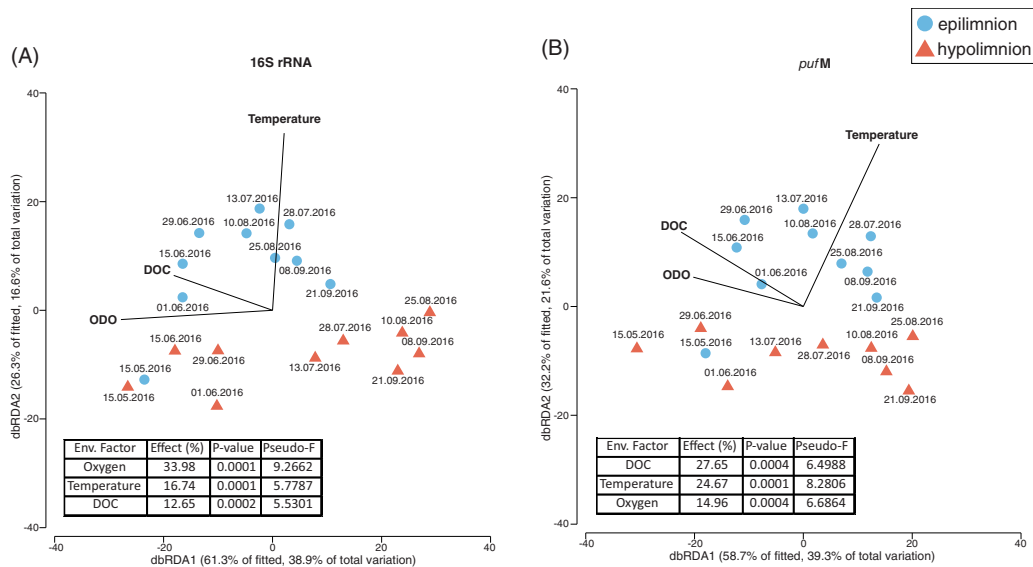 epilimnion
hypolimnion
(A)
16S rRNA
40
20
0
-20
-40
dbRDA2 (26.3% of fitted, 16.6% of total variation)
Temperature
13.07.2016
29.06.2016
10.08.2016
28.07.2016
25.08.2016
15.06.2016
DOC
08.09.2016
01.06.2016
21.09.2016
ODO
25.08.2016
10.08.2016
28.07.2016
15.06.2016
08.09.2016
29.06.2016
13.07.2016
15.05.2016
21.09.2016
15.05.2016
01.06.2016
Env. Factor Effect (%) P-value Pseudo-F
Oxygen 33.98 0.0001 9.2662
Temperature 16.74 0.0001 5.7787
DOC 12.65 0.0002 5.5301
-40 -20 0 20 40
dbRDA1 (61.3% of fitted, 38.9% of total variation)
(B)
pufM
40
20
0
-20
-40
dbRDA2 (32.2% of fitted, 21.6% of total variation)
Temperature
13.07.2016
29.06.2016
10.08.2016
28.07.2016
DOC
15.06.2016
25.08.2016
ODO
01.06.2016
08.09.2016
21.09.2016
29.06.2016
25.08.2016
15.05.2016
15.05.2016
13.07.2016
10.08.2016
28.07.2016
08.09.2016
01.06.2016
21.09.2016
Env. Factor Effect (%) P-value Pseudo-F
DOC 27.65 0.0004 6.4988
Temperature 24.67 0.0001 8.2806
Oxygen 14.96 0.0004 6.6864
-40 -20 0 20 40
dbRDA1 (58.7% of fitted, 39.3% of total variation)